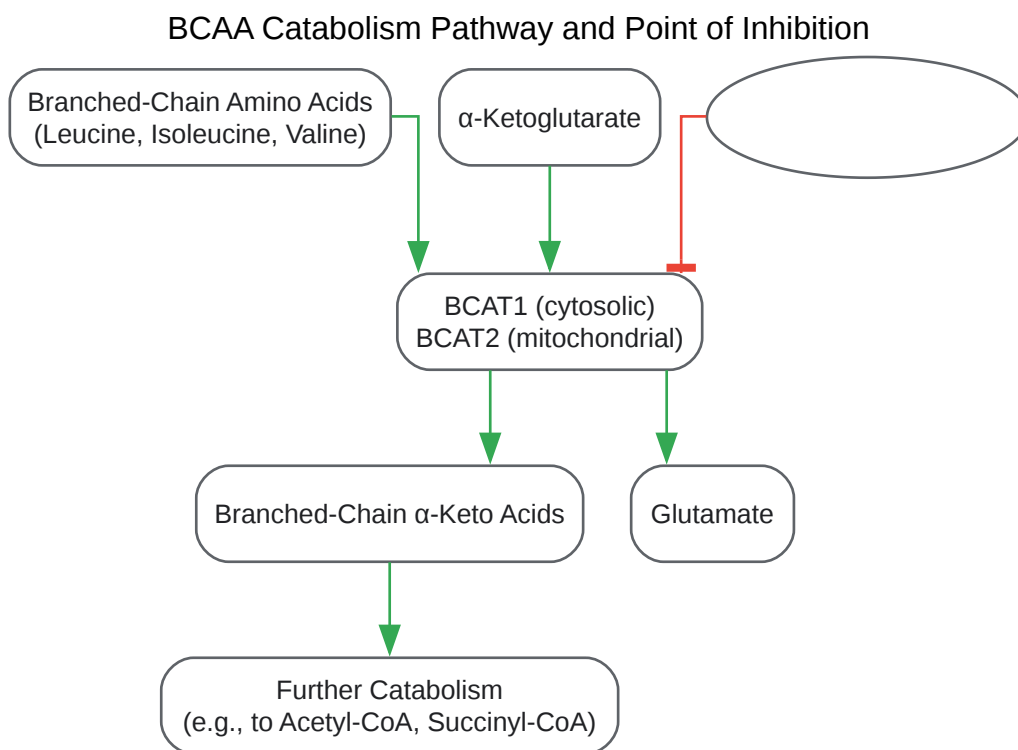 BCAA Catabolism Pathway and Point of Inhibition
Branched-Chain Amino Acids
(Leucine, Isoleucine, Valine)
α-Ketoglutarate
BCAT1 (cytosolic)
BCAT2 (mitochondrial)
Branched-Chain α-Keto Acids
Glutamate
Further Catabolism
(e.g., to Acetyl-CoA, Succinyl-CoA)